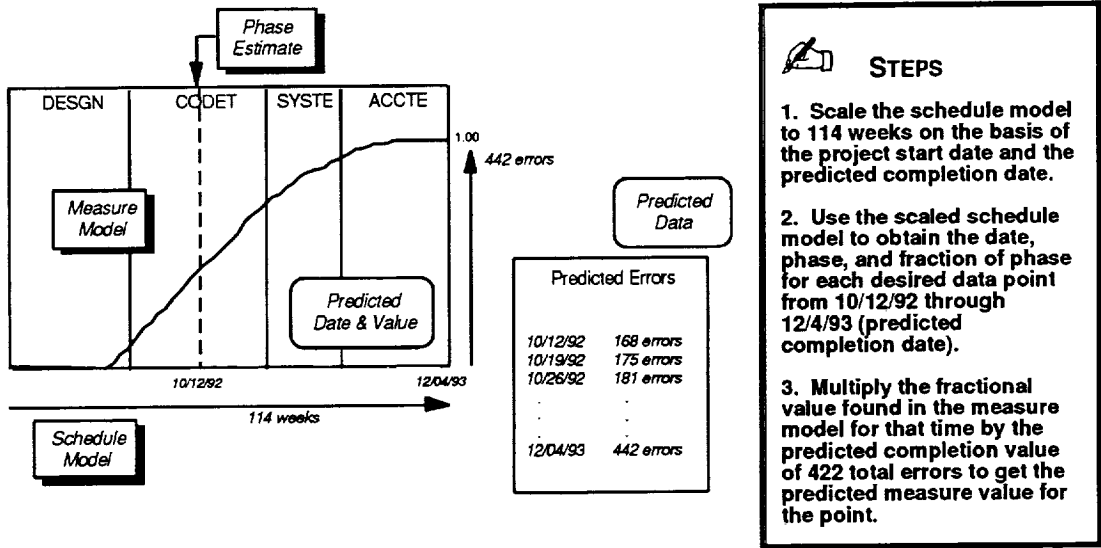 Phase
Estimate
DESGN CODET SYSTE ACCTE
1.00
442 errors
Measure
Model
Predicted
Date & Value
10/12/92 12/04/93
114 weeks
Schedule
Model
Predicted
Data
Predicted Errors
10/12/92 168 errors
10/19/92 175 errors
10/26/92 181 errors
. .
. .
. .
12/04/93 442 errors
STEPS
1. Scale the schedule model
to 114 weeks on the basis of
the project start date and the
predicted completion date.
2. Use the scaled schedule
model to obtain the date,
phase, and fraction of phase
for each desired data point
from 10/12/92 through
12/4/93 (predicted
completion date).
3. Multiply the fractional
value found in the measure
model for that time by the
predicted completion value
of 422 total errors to get the
predicted measure value for
the point.